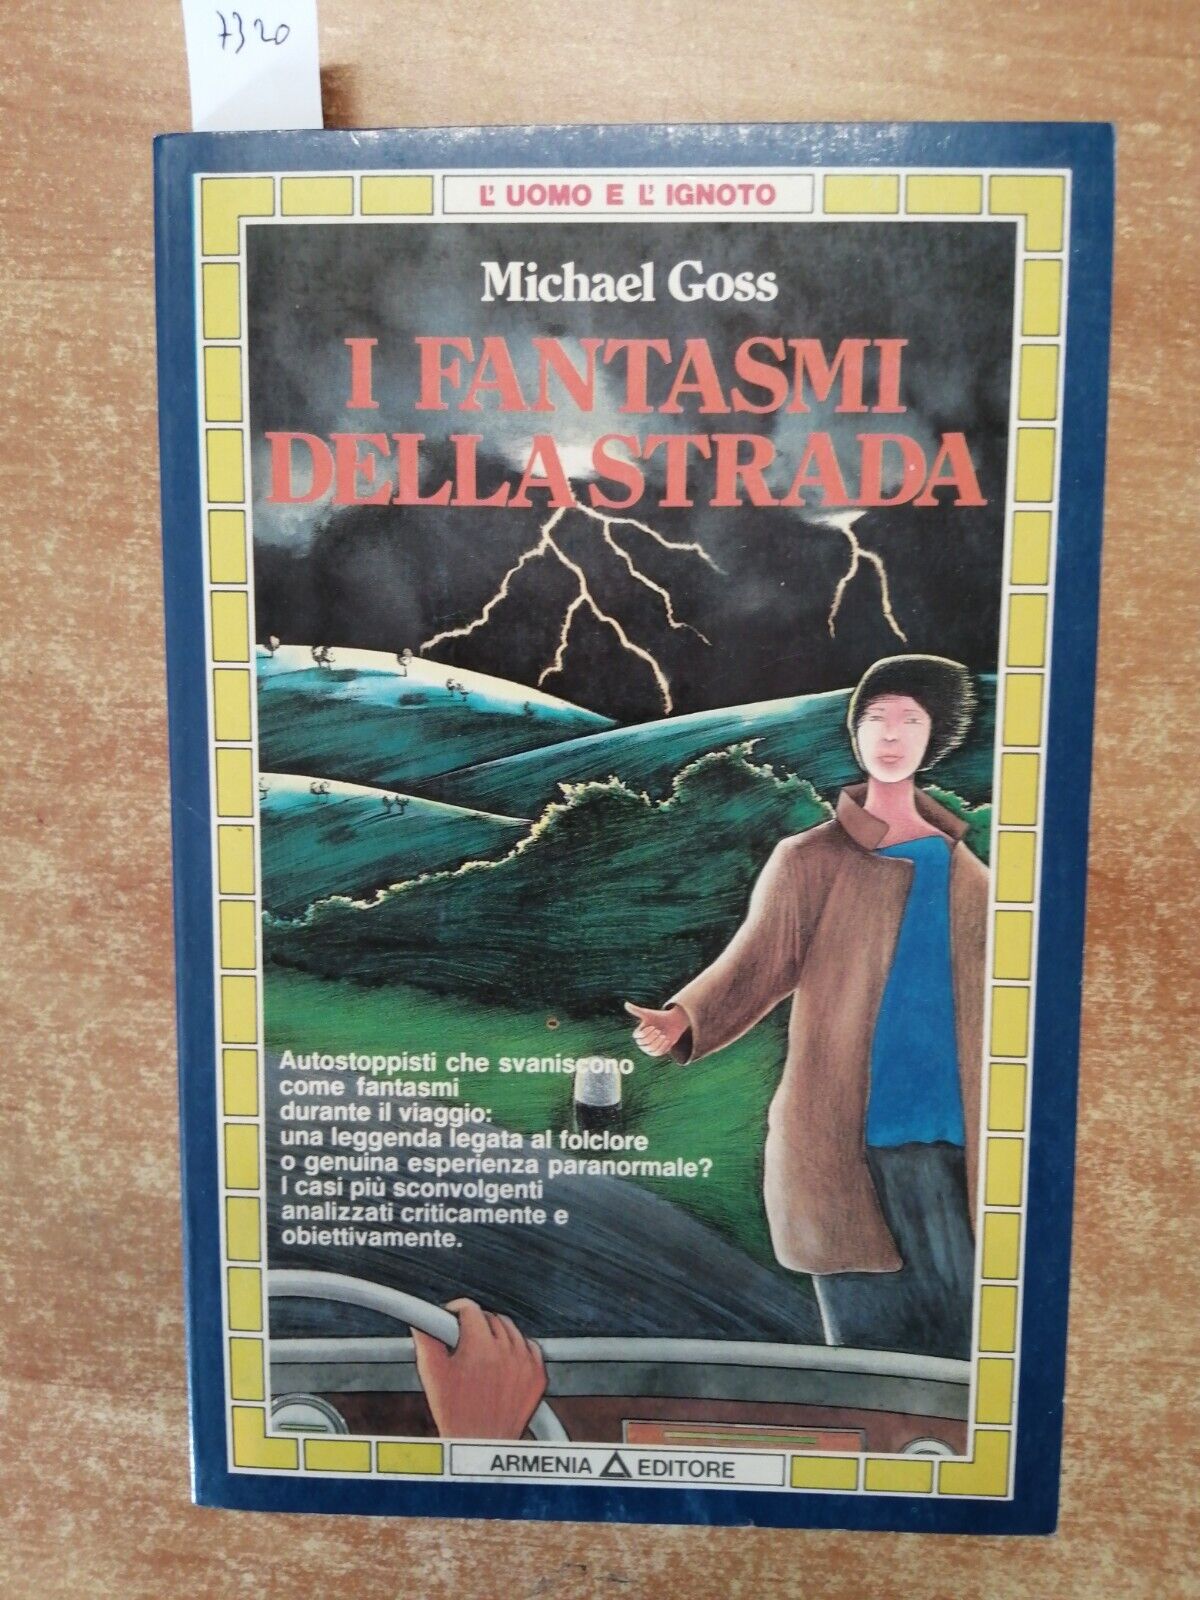 7320
L'UOMO E L'IGNOTO
Michael Goss
I FANTASMI
DELLA STRADA
Autostoppisti che svaniscono
come fantasmi
durante il viaggio:
una leggenda legata al folclore
o genuina esperienza paranormale?
I casi più sconvolgenti
analizzati criticamente e
obiettivamente.
ARMENIA EDITORE